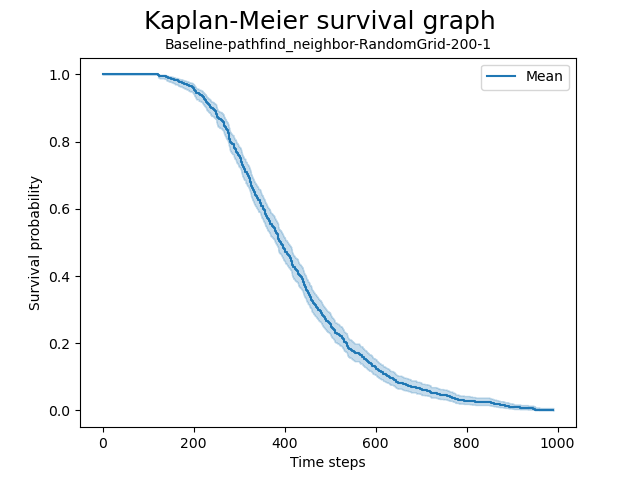 Kaplan-Meier survival graph
Baseline-pathfind_neighbor-RandomGrid-200-1
Mean
1.0
0.8
0.6
0.4
0.2
0.0
Survival probability
0 200 400 600 800 1000
Time steps